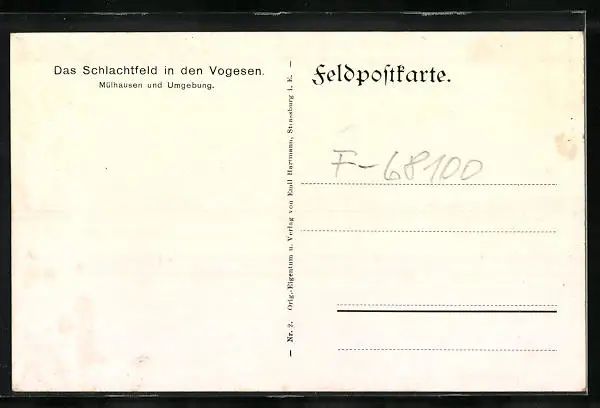 Das Schlachtfeld in den Vogesen.
Mülhausen und Umgebung.
— Nr. 2. Orig.-Eigentum u. Verlag von Emil Hartmann, Strassburg i. E. —
Feldpostkarte.
F-68100